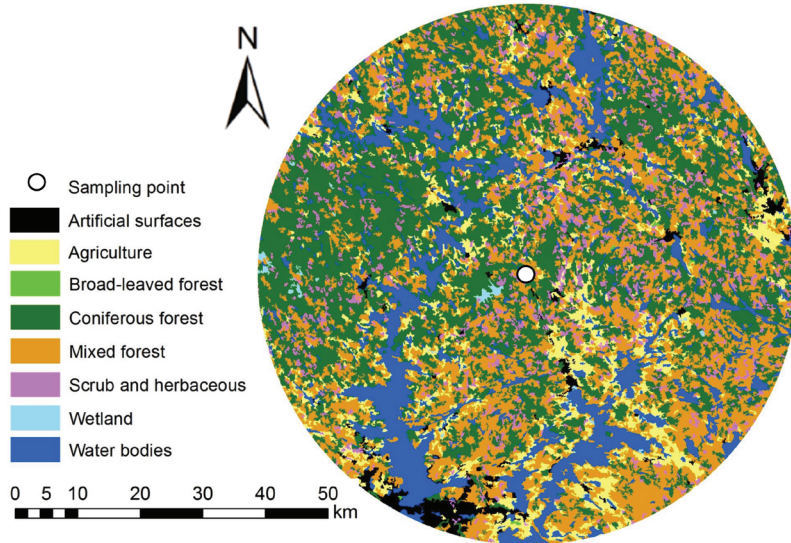 N
Sampling point
Artificial surfaces
Agriculture
Broad-leaved forest
Coniferous forest
Mixed forest
Scrub and herbaceous
Wetland
Water bodies
0 10 20 30 40 50
km